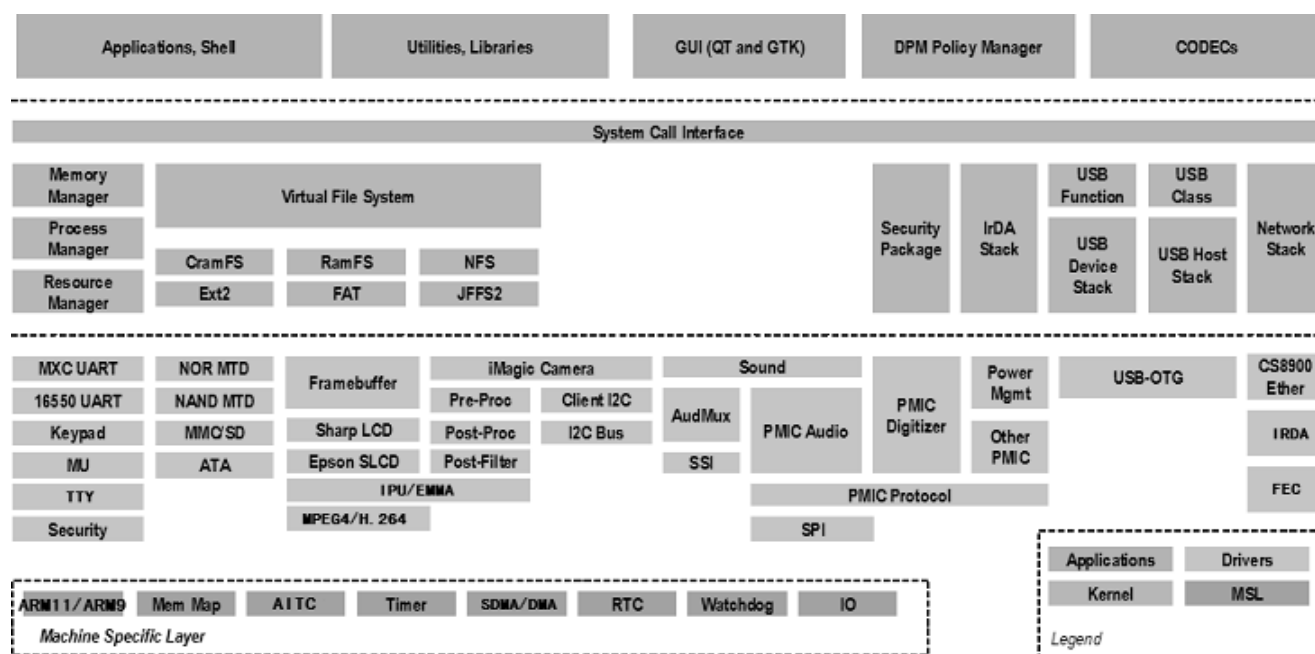 Applications, Shell
Utilities, Libraries
GUI (QT and GTK)
DPM Policy Manager
CODECs
System Call Interface
Memory
Manager
Process
Manager
Resource
Manager
Virtual File System
CramFS
RamFS
NFS
Ext2
FAT
JFFS2
Security
Package
IrDA
Stack
USB
Function
USB
Device
Stack
USB
Class
USB Host
Stack
Network
Stack
MXC UART
16550 UART
Keypad
MU
TTY
Security
NOR MTD
NAND MTD
MMC/SD
ATA
Framebuffer
Sharp LCD
Epson SLCD
IPU/EMMA
MPEG4/H. 264
iMagic Camera
Pre-Proc
Post-Proc
Post-Filter
Client I2C
I2C Bus
Sound
AudMux
SSI
PMIC Audio
PMIC
Digitizer
Power
Mgmt
Other
PMIC
PMIC Protocol
SPI
USB-OTG
CS8900
Ether
IRDA
FEC
ARM11/ARM9
Mem Map
AITC
Timer
SDMA/DMA
RTC
Watchdog
IO
Machine Specific Layer
Applications
Drivers
Kernel
MSL
Legend